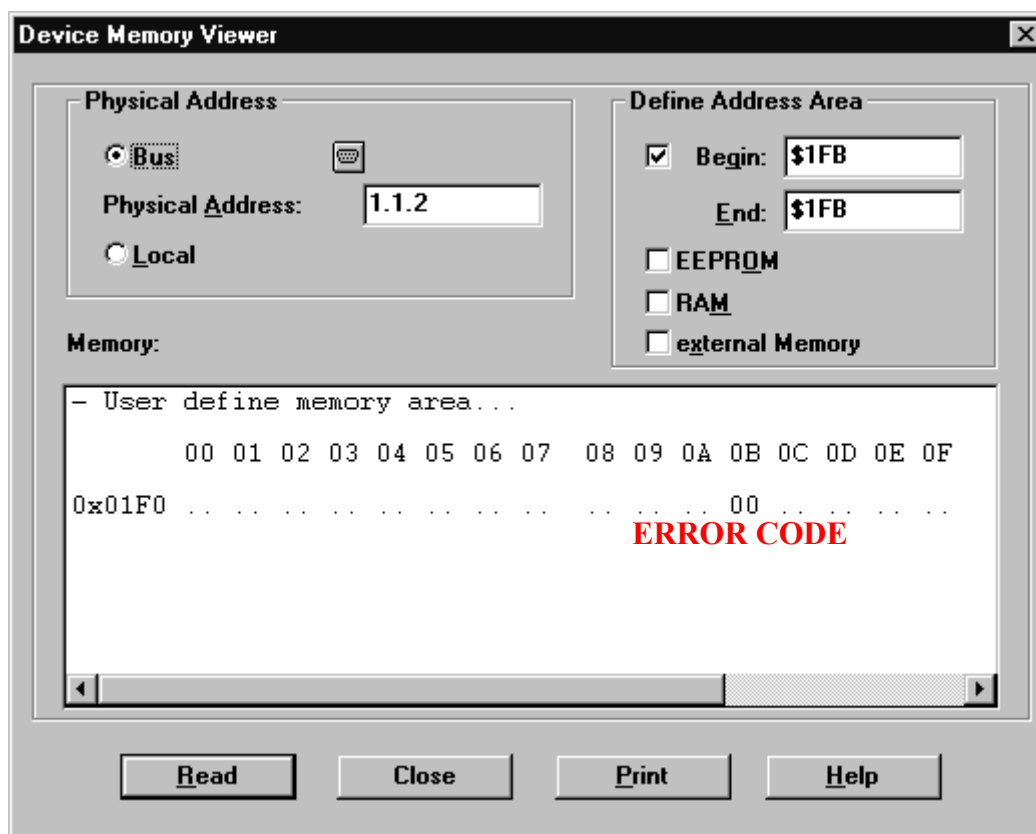 Device Memory Viewer
Physical Address
Bus
Physical Address: 1.1.2
Local
Define Address Area
Begin: $1FB
End: $1FB
EEPROM
RAM
external Memory
Memory:
- User define memory area...
00 01 02 03 04 05 06 07 08 09 0A 0B 0C 0D 0E 0F
0x01F0 .. .. .. .. .. .. .. .. .. .. .. 00 .. .. .. ..
ERROR CODE
Read Close Print Help